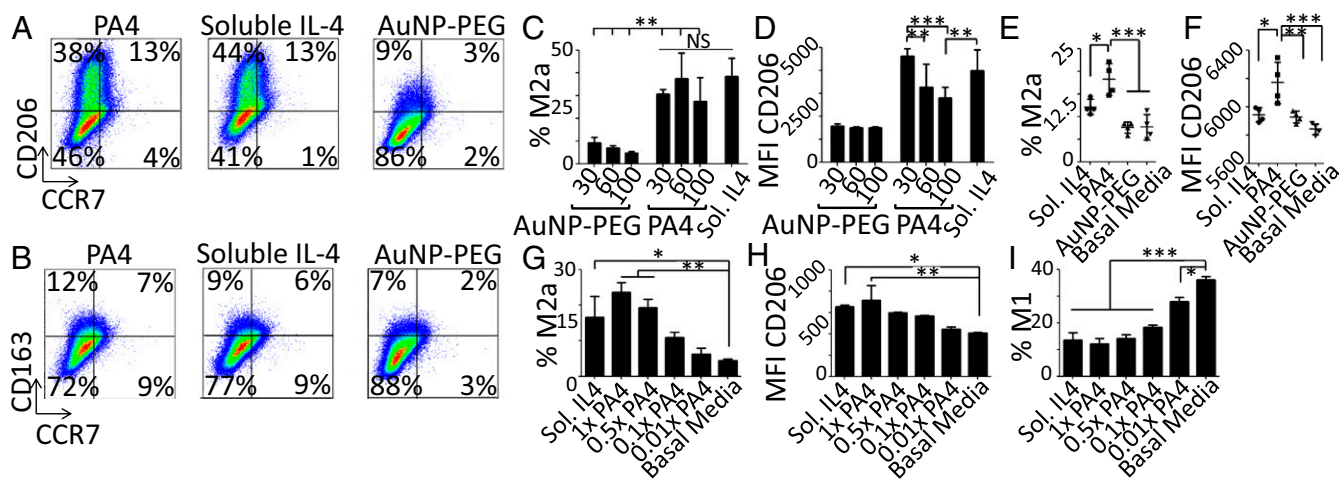 A PA4 Soluble IL-4 AuNP-PEG
38% 13% 44% 13% 9% 3%
46% 4% 41% 1% 86% 2%
CD206
CCR7
B PA4 Soluble IL-4 AuNP-PEG
12% 7% 9% 6% 7% 2%
72% 9% 77% 9% 88% 3%
CD163
CCR7
C
**
NS
% M2a
50
25
0
30 60 100 30 60 100 Sol. IL4
AuNP-PEG PA4
D
***
** **
MFI CD206
5000
2500
0
30 60 100 30 60 100 Sol. IL4
AuNP-PEG PA4
E
* ***
% M2a
25
12.5
0
Sol. IL4
PA4
AuNP-PEG
Basal Media
F
* ***
**
MFI CD206
6400
6000
5600
Sol. IL4
PA4
AuNP-PEG
Basal Media
G
*
**
% M2a
30
15
0
Sol. IL4
1x PA4
0.5x PA4
0.1x PA4
0.01x PA4
Basal Media
H
*
**
MFI CD206
1000
500
0
Sol. IL4
1x PA4
0.5x PA4
0.1x PA4
0.01x PA4
Basal Media
I
***
*
% M1
40
20
0
Sol. IL4
1x PA4
0.5x PA4
0.1x PA4
0.01x PA4
Basal Media